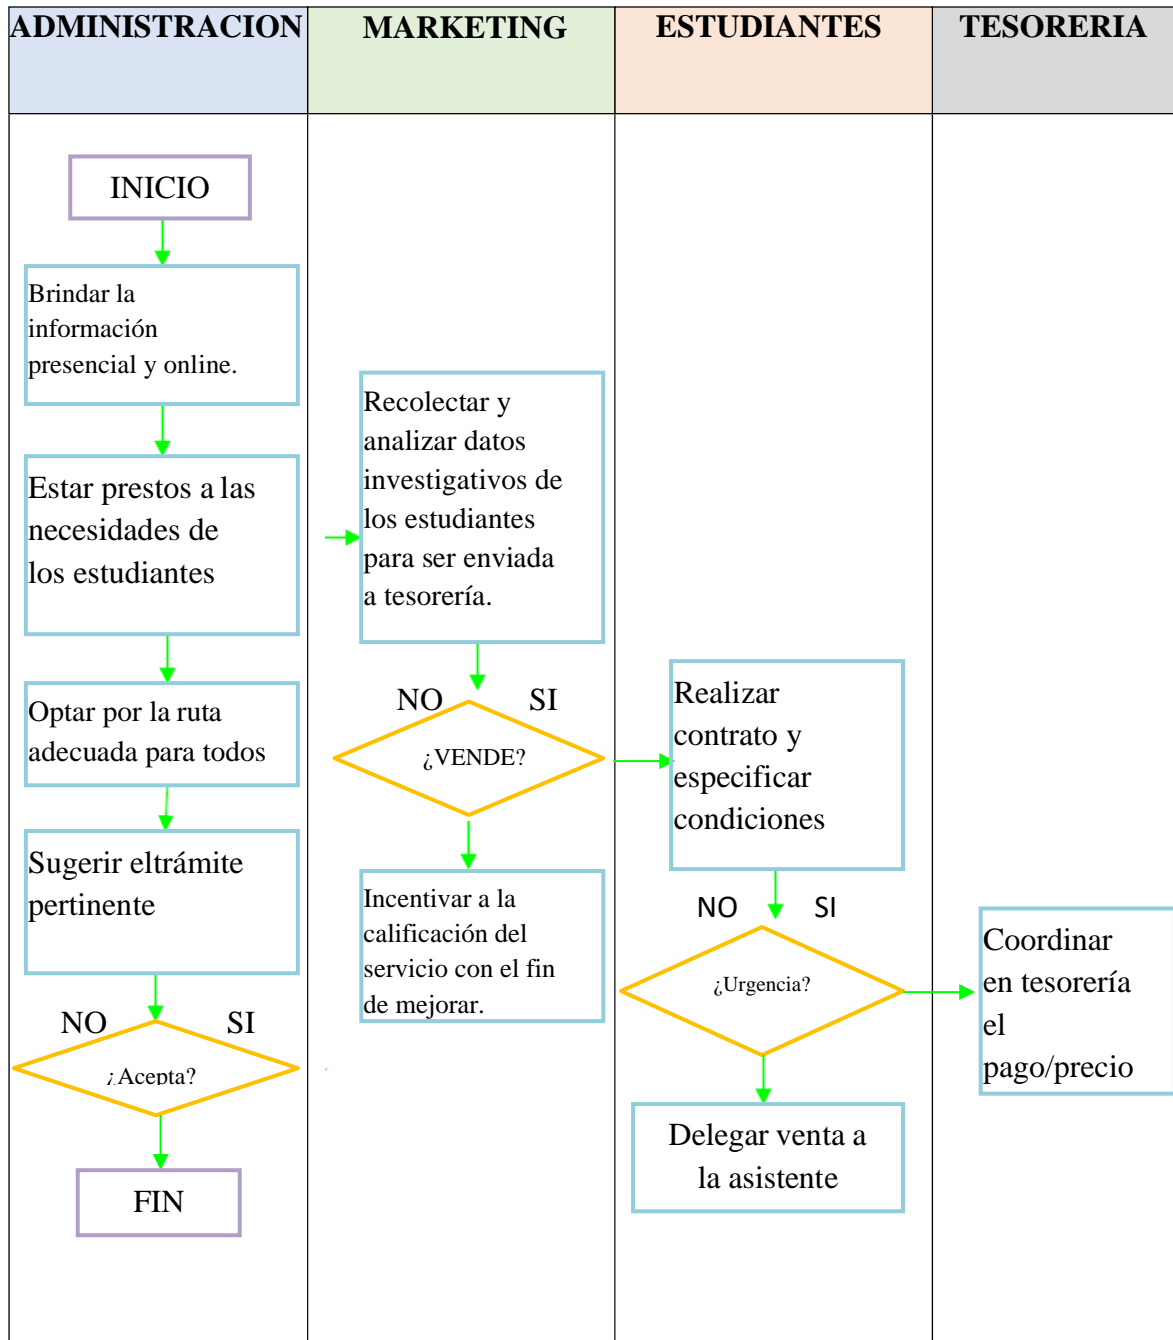 ADMINISTRACION
MARKETING
ESTUDIANTES
TESORERIA
INICIO
Brindar la
información
presencial y online.
Estar prestos a las
necesidades de
los estudiantes
Optar por la ruta
adecuada para todos
Sugerir eltrámite
pertinente
NO
SI
¿Acepta?
FIN
Recolectar y
analizar datos
investigativos de
los estudiantes
para ser enviada
a tesorería.
NO
SI
¿VENDE?
Incentivar a la
calificación del
servicio con el fin
de mejorar.
Realizar
contrato y
especificar
condiciones
NO
SI
¿Urgencia?
Delegar venta a
la asistente
Coordinar
en tesorería
el
pago/precio